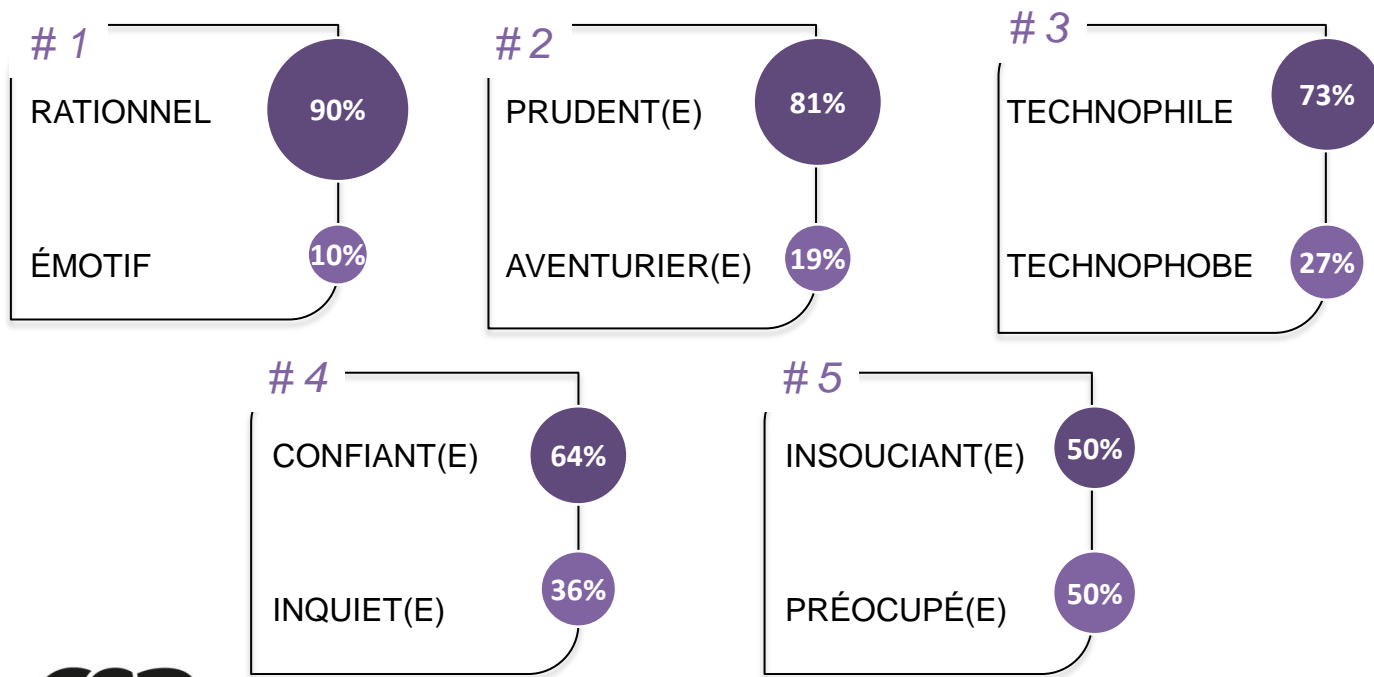 # 1
RATIONNEL 90%
ÉMOTIF 10%
# 2
PRUDENT(E) 81%
AVENTURIER(E) 19%
# 3
TECHNOPHILE 73%
TECHNOPHOBE 27%
# 4
CONFIANT(E) 64%
INQUIET(E) 36%
# 5
INSOUCIANT(E) 50%
PRÉOCUPÉ(E) 50%